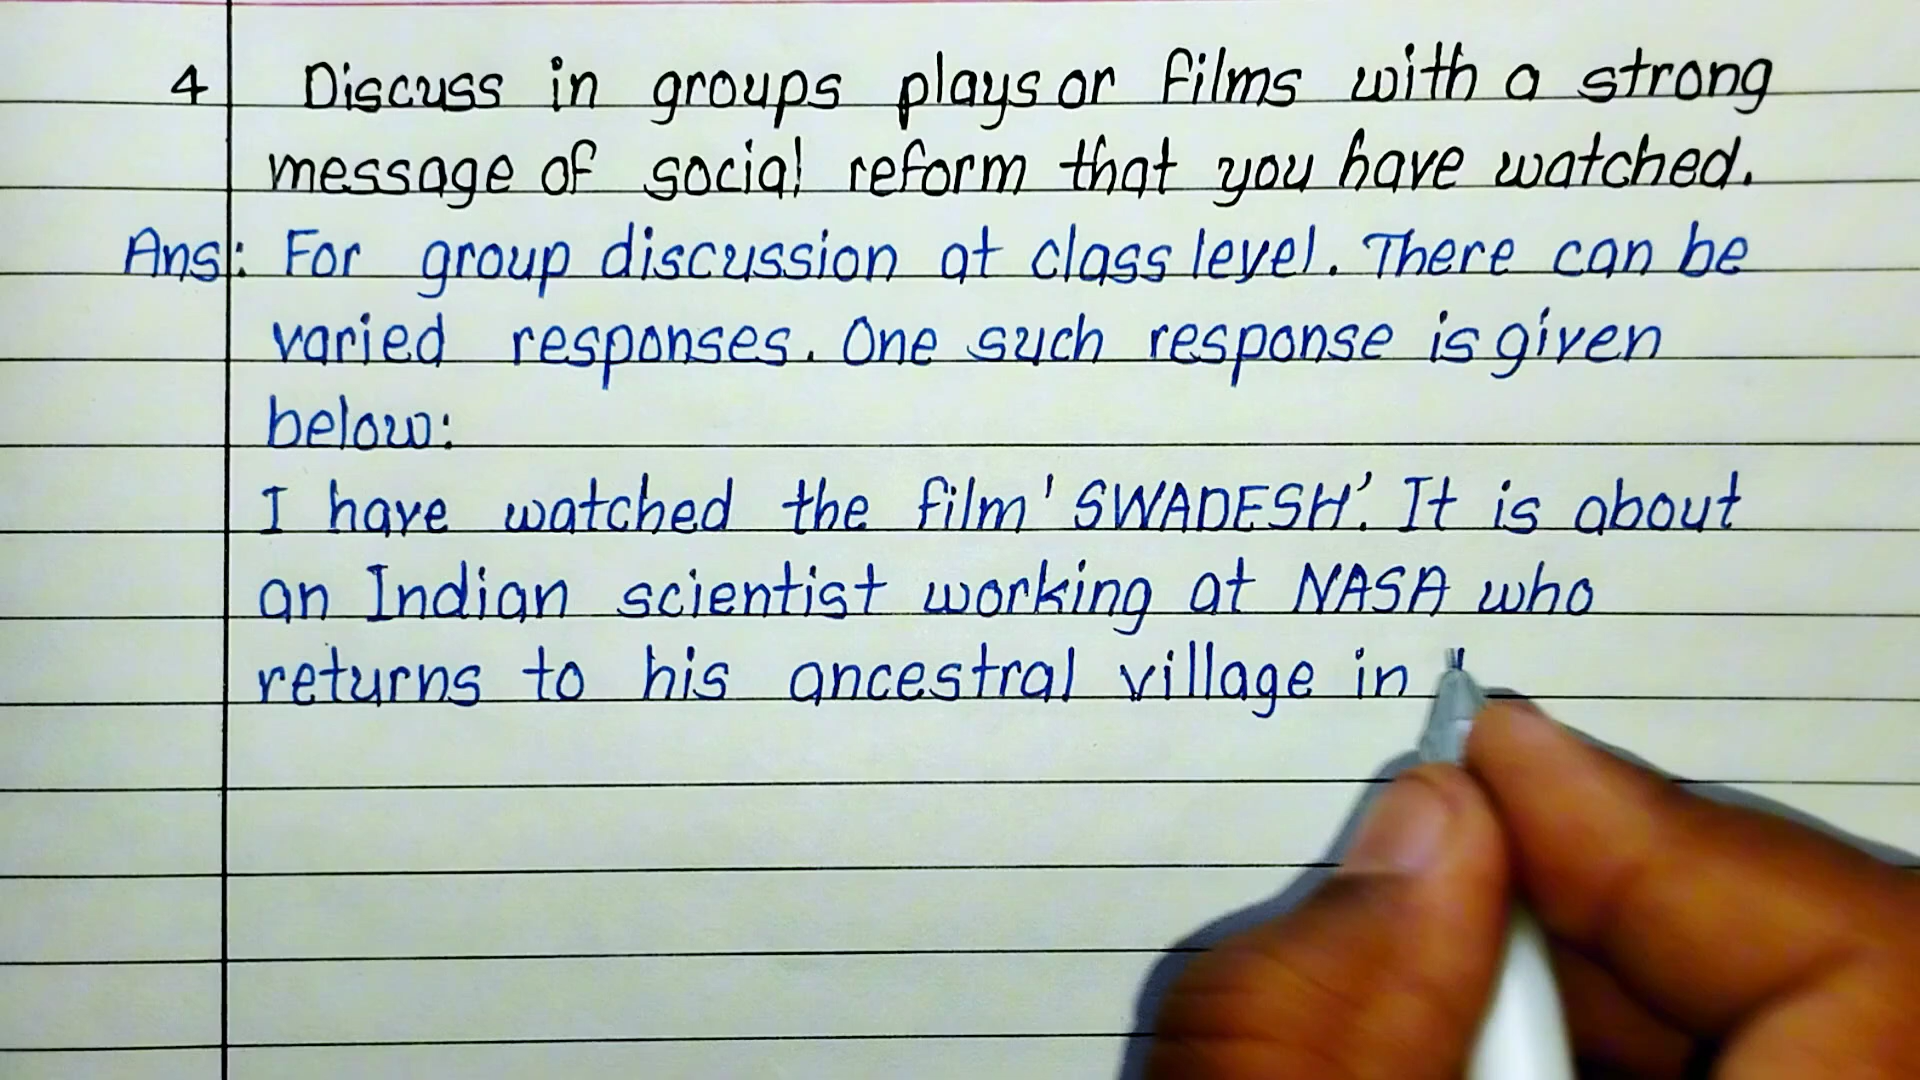 4 Discuss in groups plays or films with a strong
message of social reform that you have watched.
Ans: For group discussion at class level. There can be
varied responses. One such response is given
below:
I have watched the film 'SWADESH'. It is about
an Indian scientist working at NASA who
returns to his ancestral village in